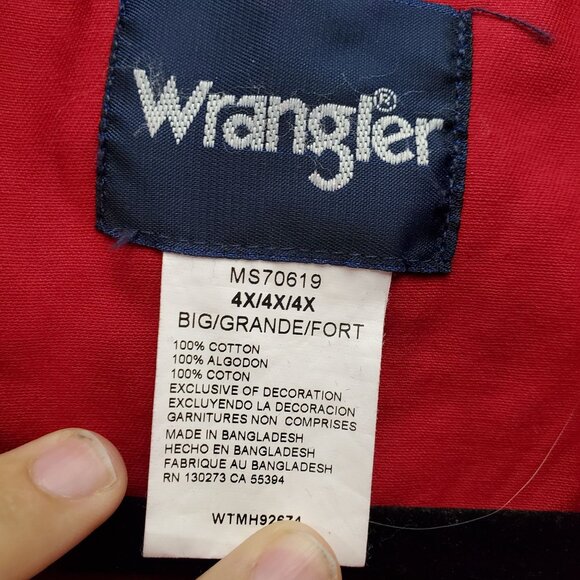 Wrangler®
MS70619
4X/4X/4X
BIG/GRANDE/FORT
100% COTTON
100% ALGODON
100% COTON
EXCLUSIVE OF DECORATION
EXCLUYENDO LA DECORACION
GARNITURES NON COMPRISES
MADE IN BANGLADESH
HECHO EN BANGLADESH
FABRIQUE AU BANGLADESH
RN 130273 CA 55394